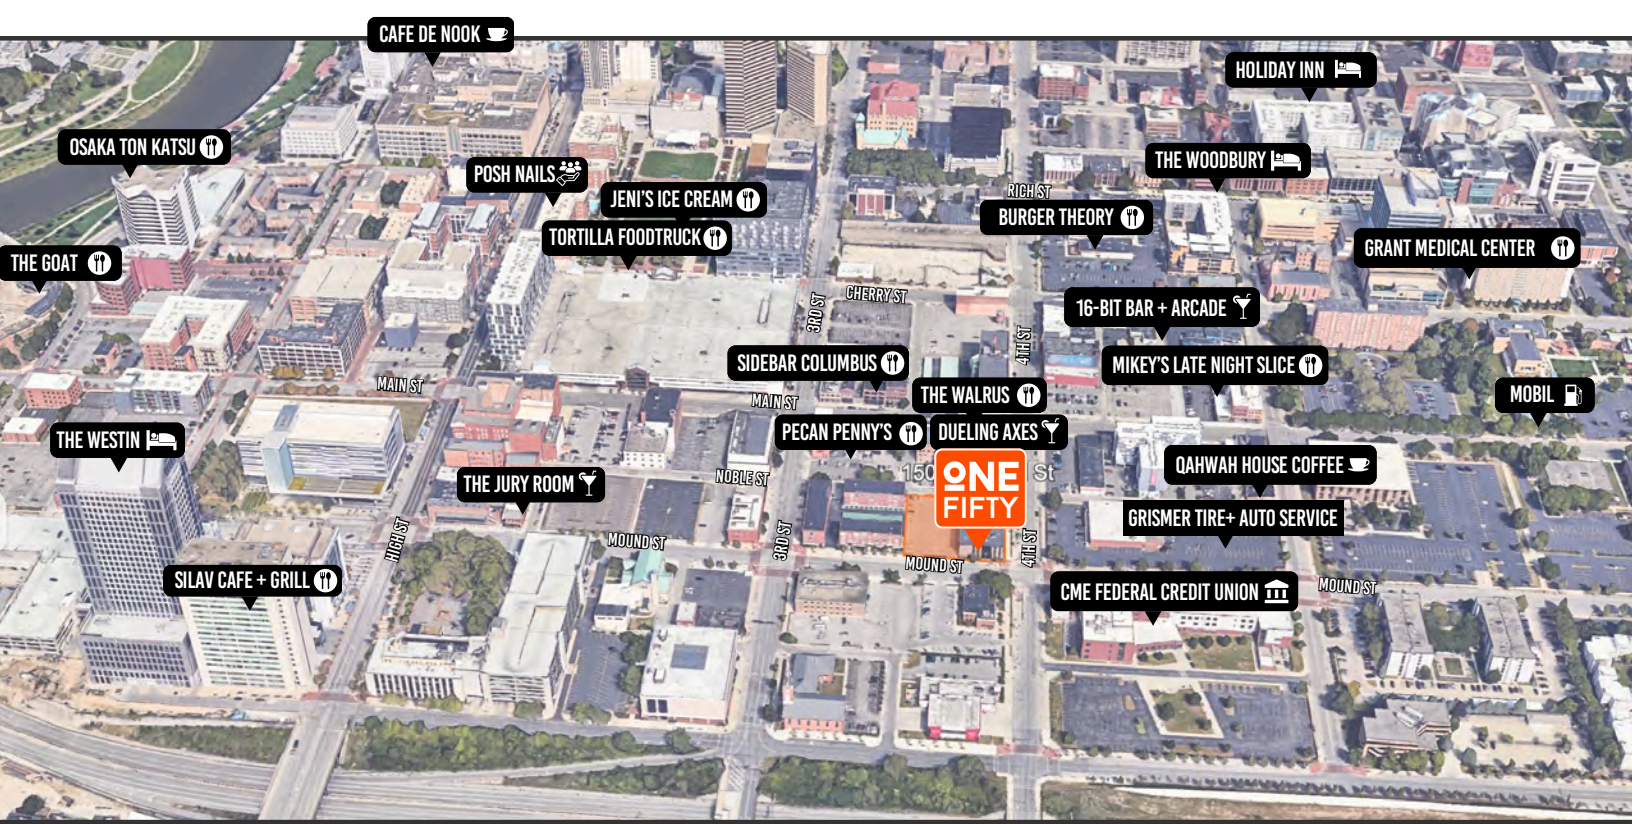 CAFE DE NOOK
HOLIDAY INN
OSAKA TON KATSU
THE WOODBURY
POSH NAILS
RICH ST
JENI'S ICE CREAM
BURGER THEORY
TORTILLA FOODTRUCK
GRANT MEDICAL CENTER
THE GOAT
CHERRY ST
3RD ST
16-BIT BAR + ARCADE
4TH ST
SIDEBAR COLUMBUS
MIKEY'S LATE NIGHT SLICE
MAIN ST
THE WALRUS
MOBIL
MAIN ST
PECAN PENNY'S
DUELING AXES
THE WESTIN
QAHWAH HOUSE COFFEE
150
St
NOBLE ST
THE JURY ROOM
ONE
FIFTY
GRISMER TIRE+ AUTO SERVICE
HIGH ST
MOUND ST
3RD ST
4TH ST
MOUND ST
SILAV CAFE + GRILL
MOUND ST
CME FEDERAL CREDIT UNION